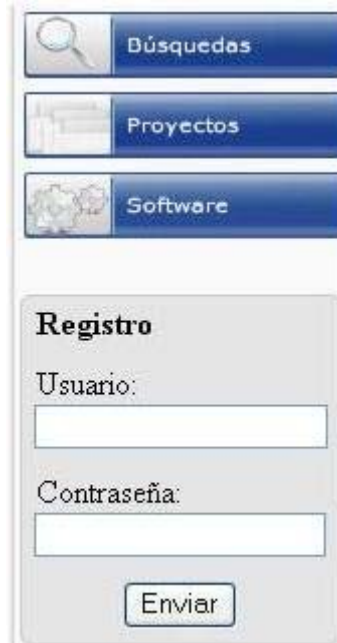 Búsquedas
Proyectos
Software
Registro
Usuario:
Contraseña:
Enviar